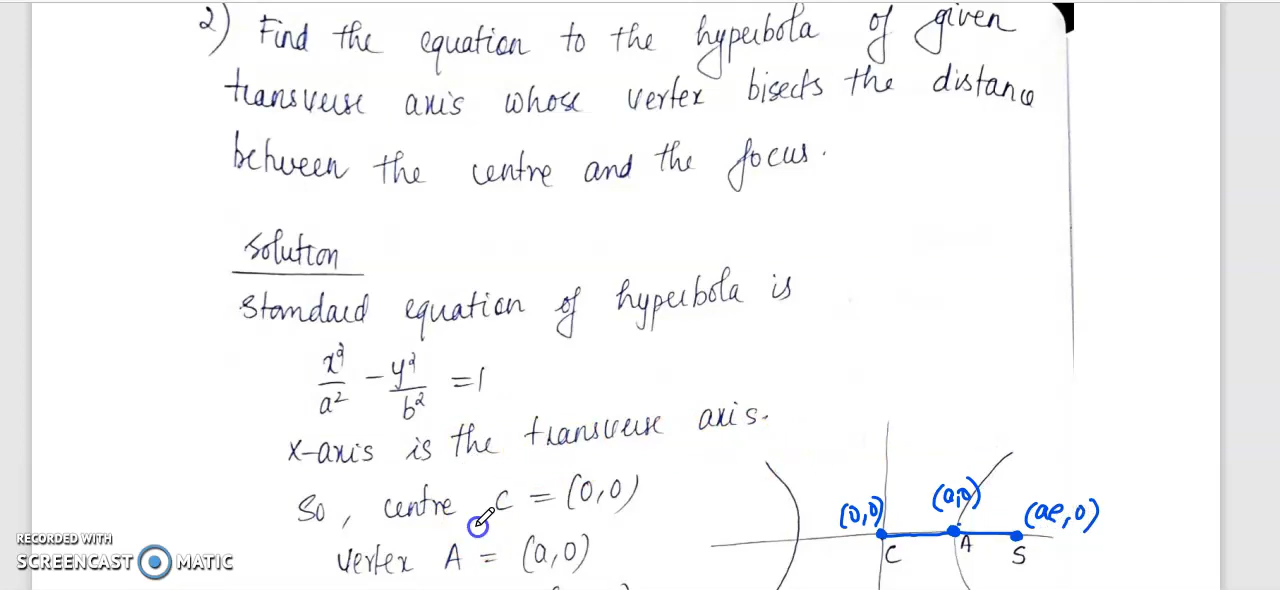 2) Find the equation to the hyperbola of given
transverse axis whose vertex bisects the distance
between the centre and the focus.
Solution
Standard equation of hyperbola is
x²/a² - y²/b² = 1
x-axis is the transverse axis.
So, centre C = (0,0)
vertex A = (a,0)
(0,0) (a,0) (ae,0)
C A S
RECORDED WITH
SCREENCAST MATIC